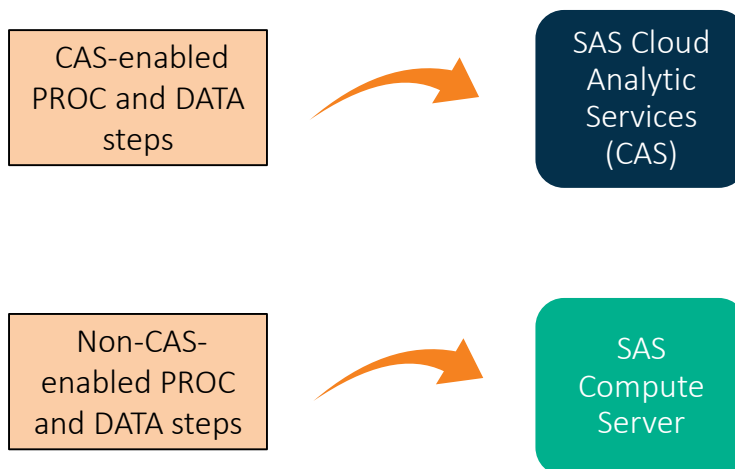 CAS-enabled
PROC and DATA
steps
SAS Cloud
Analytic
Services
(CAS)
Non-CAS-
enabled PROC
and DATA steps
SAS
Compute
Server